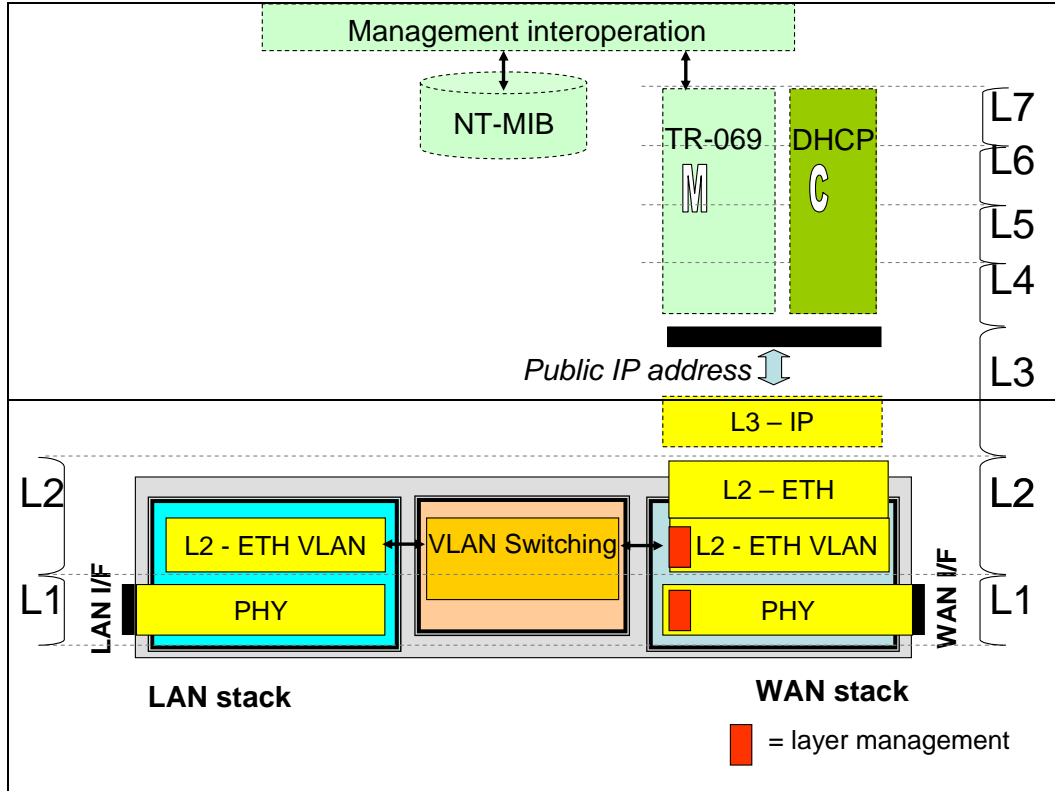 Management interoperation
NT-MIB
TR-069
DHCP
M
C
L7
L6
L5
L4
L3
Public IP address
L3 – IP
L2
L2 – ETH
L2
L2 - ETH VLAN
VLAN Switching
L2 - ETH VLAN
L1
LAN I/F
PHY
PHY
WAN I/F
L1
LAN stack
WAN stack
= layer management